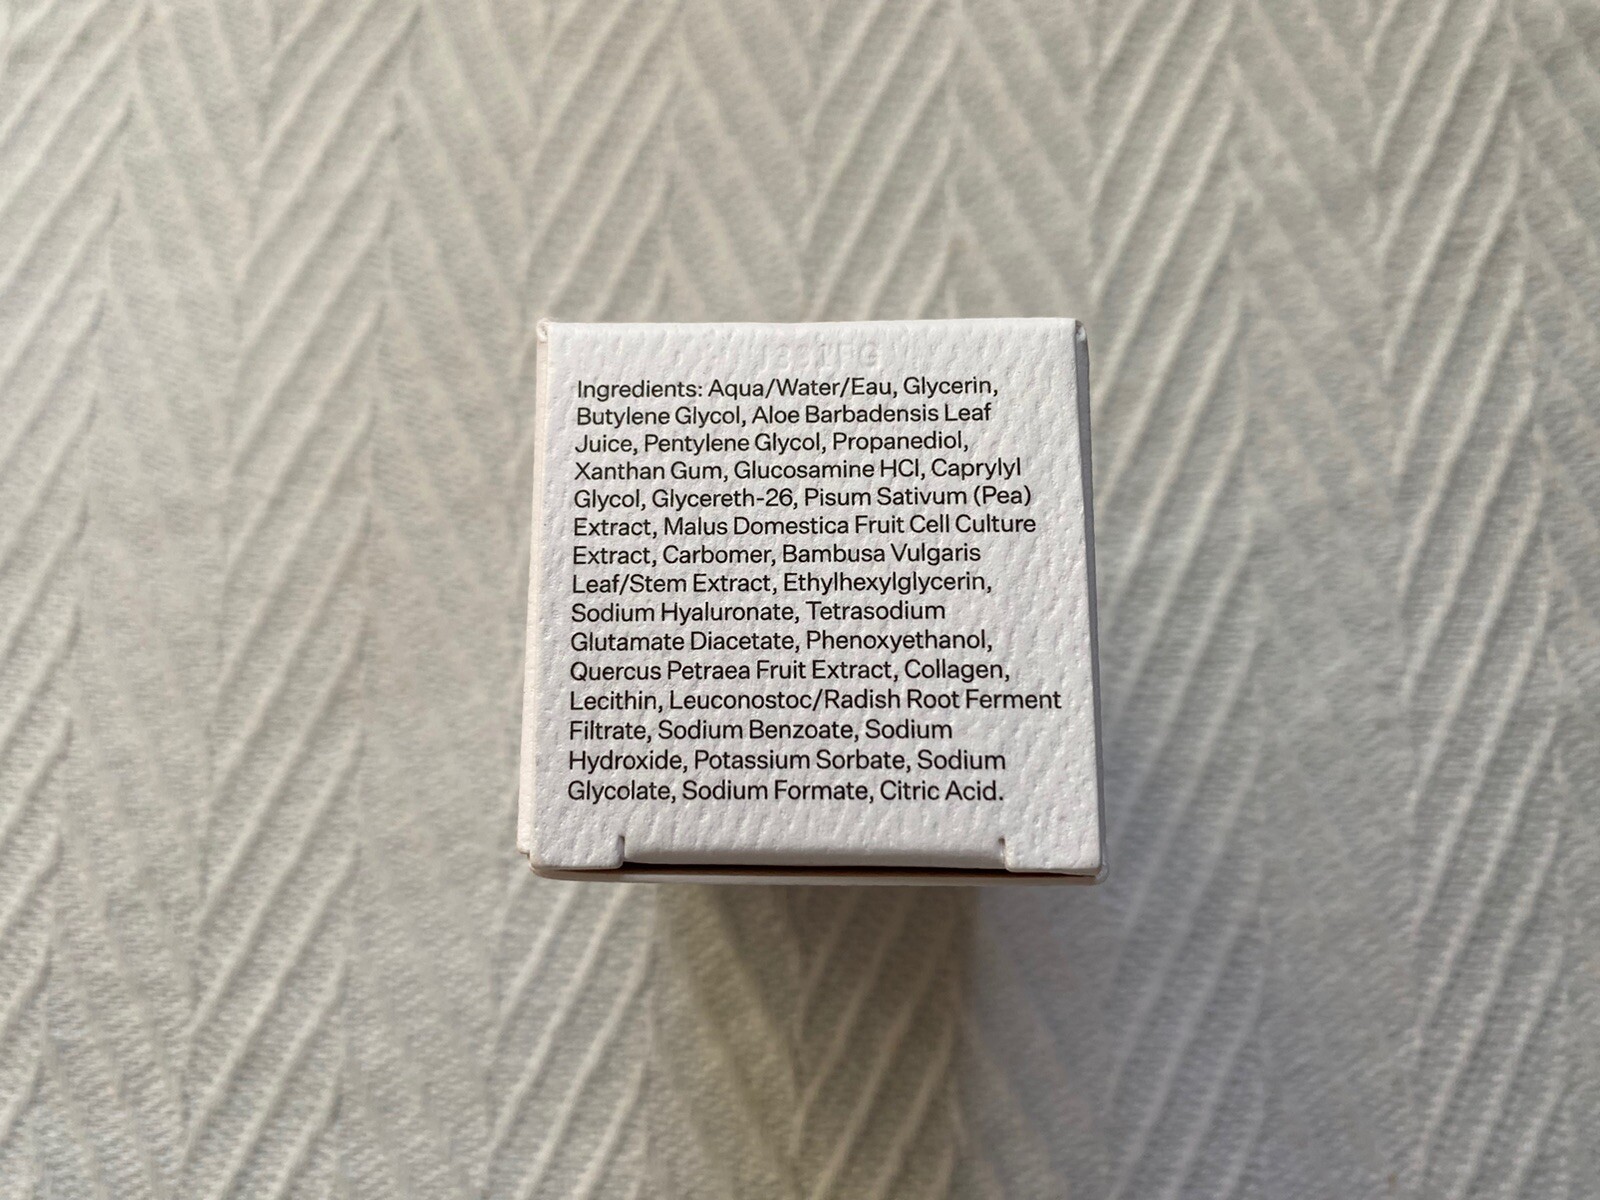 Ingredients: Aqua/Water/Eau, Glycerin,
Butylene Glycol, Aloe Barbadensis Leaf
Juice, Pentylene Glycol, Propanediol,
Xanthan Gum, Glucosamine HCl, Caprylyl
Glycol, Glycereth-26, Pisum Sativum (Pea)
Extract, Malus Domestica Fruit Cell Culture
Extract, Carbomer, Bambusa Vulgaris
Leaf/Stem Extract, Ethylhexylglycerin,
Sodium Hyaluronate, Tetrasodium
Glutamate Diacetate, Phenoxyethanol,
Quercus Petraea Fruit Extract, Collagen,
Lecithin, Leuconostoc/Radish Root Ferment
Filtrate, Sodium Benzoate, Sodium
Hydroxide, Potassium Sorbate, Sodium
Glycolate, Sodium Formate, Citric Acid.